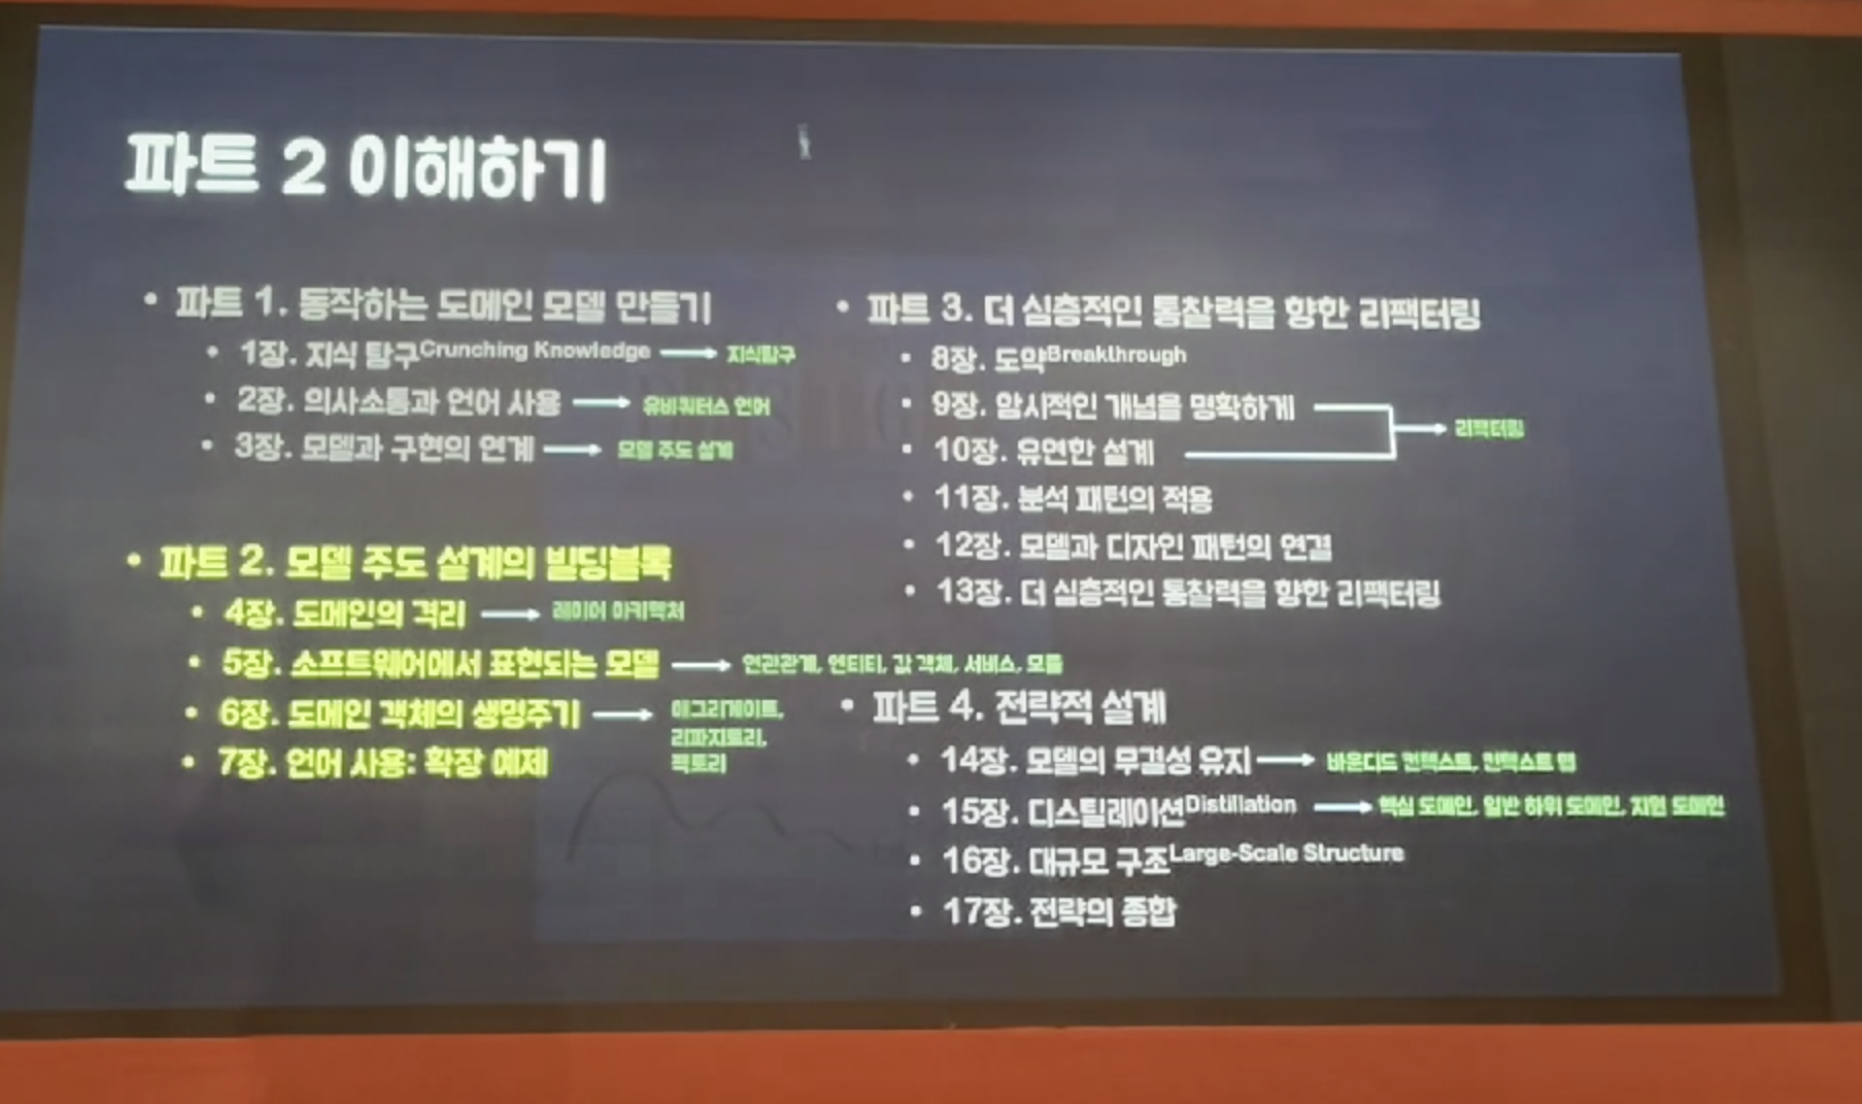 파트 2 이해하기
• 파트 1. 동작하는 도메인 모델 만들기
• 1장. 지식 탐구Crunching Knowledge → 지식탐구
• 2장. 의사소통과 언어 사용 → 유비쿼터스 언어
• 3장. 모델과 구현의 연계 → 모델 주도 설계
• 파트 2. 모델 주도 설계의 빌딩블록
• 4장. 도메인의 격리 → 레이어 아키텍처
• 5장. 소프트웨어에서 표현되는 모델 → 연관관계, 엔티티, 값 객체, 서비스, 모듈
• 6장. 도메인 객체의 생명주기 → 애그리게이트,
리파지토리,
팩토리
• 7장. 언어 사용: 확장 예제
• 파트 3. 더 심층적인 통찰력을 향한 리팩터링
• 8장. 도약Breakthrough
• 9장. 암시적인 개념을 명확하게
• 10장. 유연한 설계
→ 리팩터링
• 11장. 분석 패턴의 적용
• 12장. 모델과 디자인 패턴의 연결
• 13장. 더 심층적인 통찰력을 향한 리팩터링
• 파트 4. 전략적 설계
• 14장. 모델의 무결성 유지 → 바운디드 컨텍스트, 컨텍스트 맵
• 15장. 디스틸레이션Distillation → 핵심 도메인, 일반 하위 도메인, 지원 도메인
• 16장. 대규모 구조Large-Scale Structure
• 17장. 전략의 종합